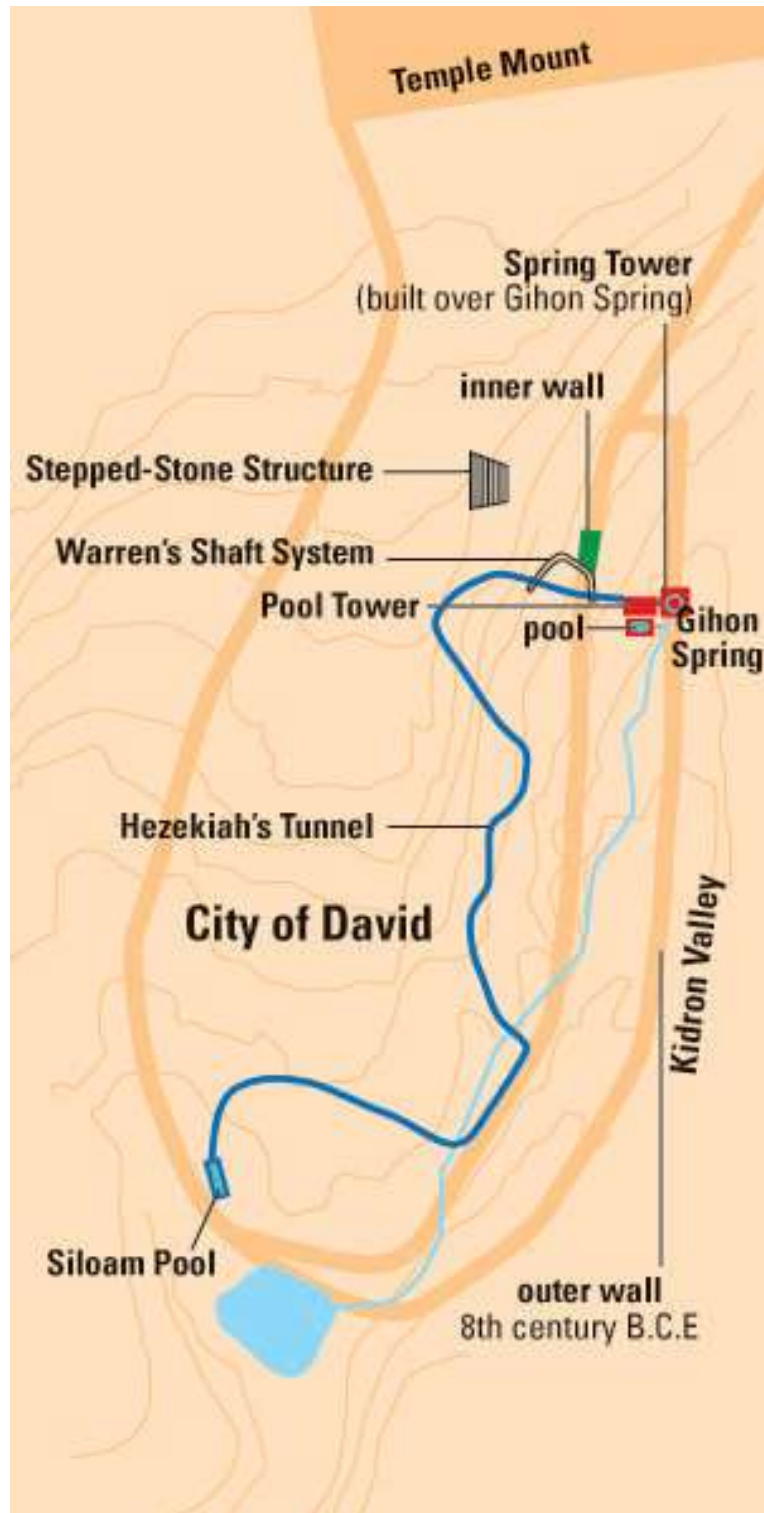 Temple Mount
Spring Tower
(built over Gihon Spring)
inner wall
Stepped-Stone Structure
Warren's Shaft System
Pool Tower
pool
Gihon
Spring
Hezekiah's Tunnel
City of David
Kidron Valley
Siloam Pool
outer wall
8th century B.C.E